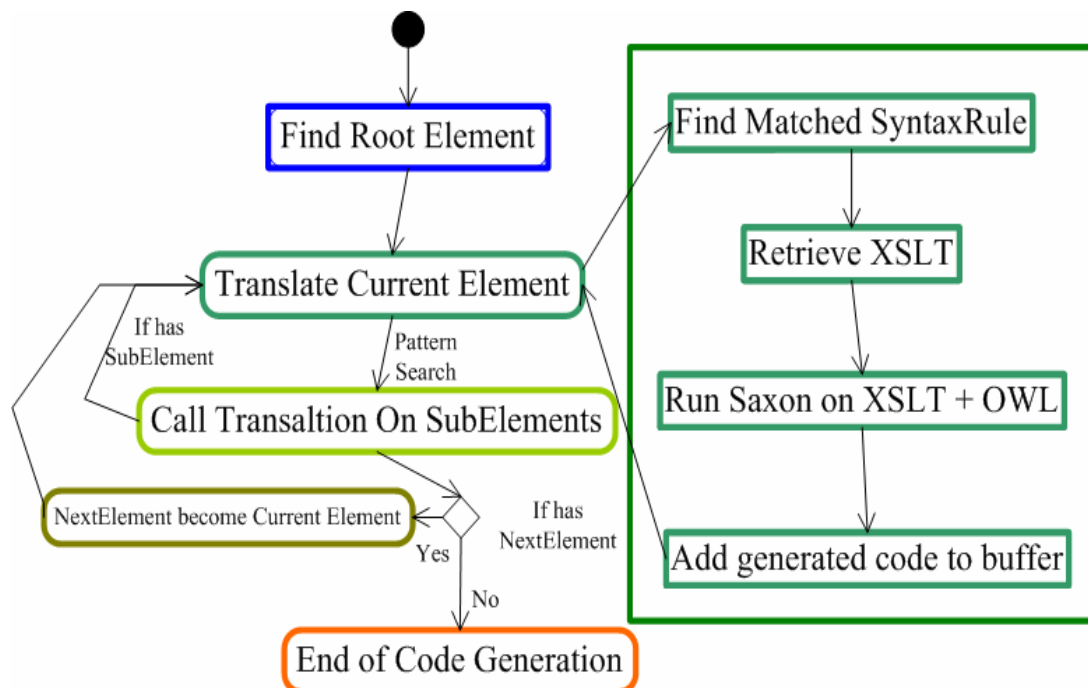 Find Root Element
Translate Current Element
If has
SubElement
Pattern
Search
Call Transaltion On SubElements
NextElement become Current Element
Yes
If has
NextElement
No
End of Code Generation
Find Matched SyntaxRule
Retrieve XSLT
Run Saxon on XSLT + OWL
Add generated code to buffer